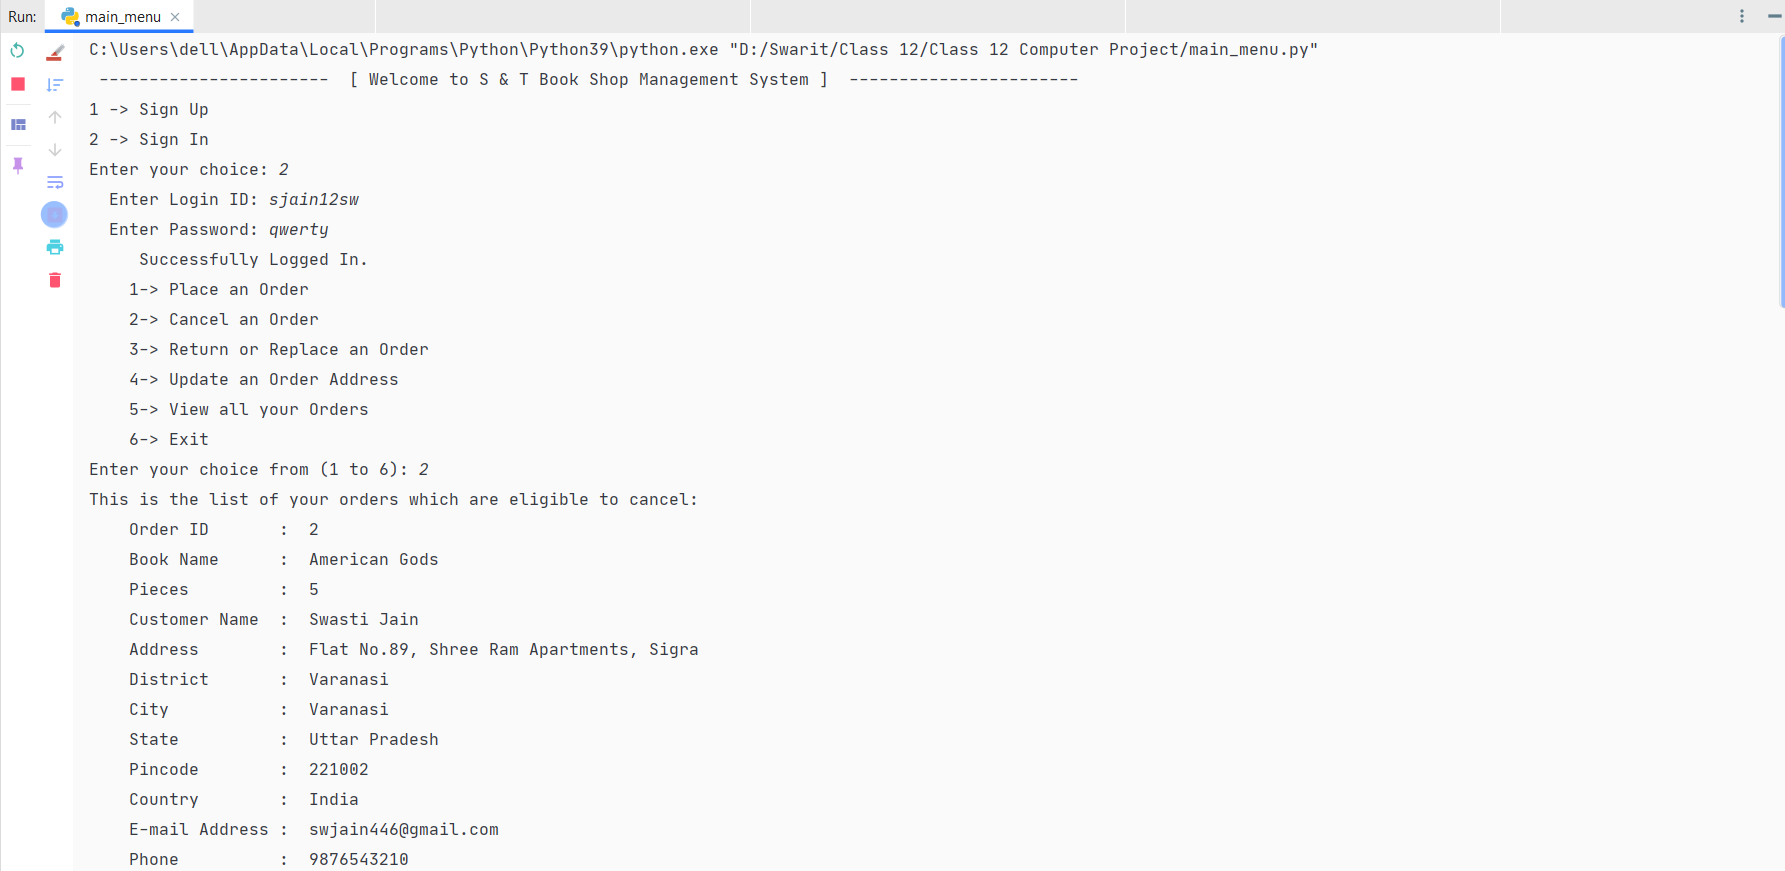 Run: main_menu ×
C:\Users\dell\AppData\Local\Programs\Python\Python39\python.exe "D:/Swarit/Class 12/Class 12 Computer Project/main_menu.py"
 -----------------------  [ Welcome to S & T Book Shop Management System ]  -----------------------
1 -> Sign Up
2 -> Sign In
Enter your choice: 2
  Enter Login ID: sjain12sw
  Enter Password: qwerty
     Successfully Logged In.
    1-> Place an Order
    2-> Cancel an Order
    3-> Return or Replace an Order
    4-> Update an Order Address
    5-> View all your Orders
    6-> Exit
Enter your choice from (1 to 6): 2
This is the list of your orders which are eligible to cancel:
    Order ID       :  2
    Book Name      :  American Gods
    Pieces         :  5
    Customer Name  :  Swasti Jain
    Address        :  Flat No.89, Shree Ram Apartments, Sigra
    District       :  Varanasi
    City           :  Varanasi
    State          :  Uttar Pradesh
    Pincode        :  221002
    Country        :  India
    E-mail Address :  swjain446@gmail.com
    Phone          :  9876543210